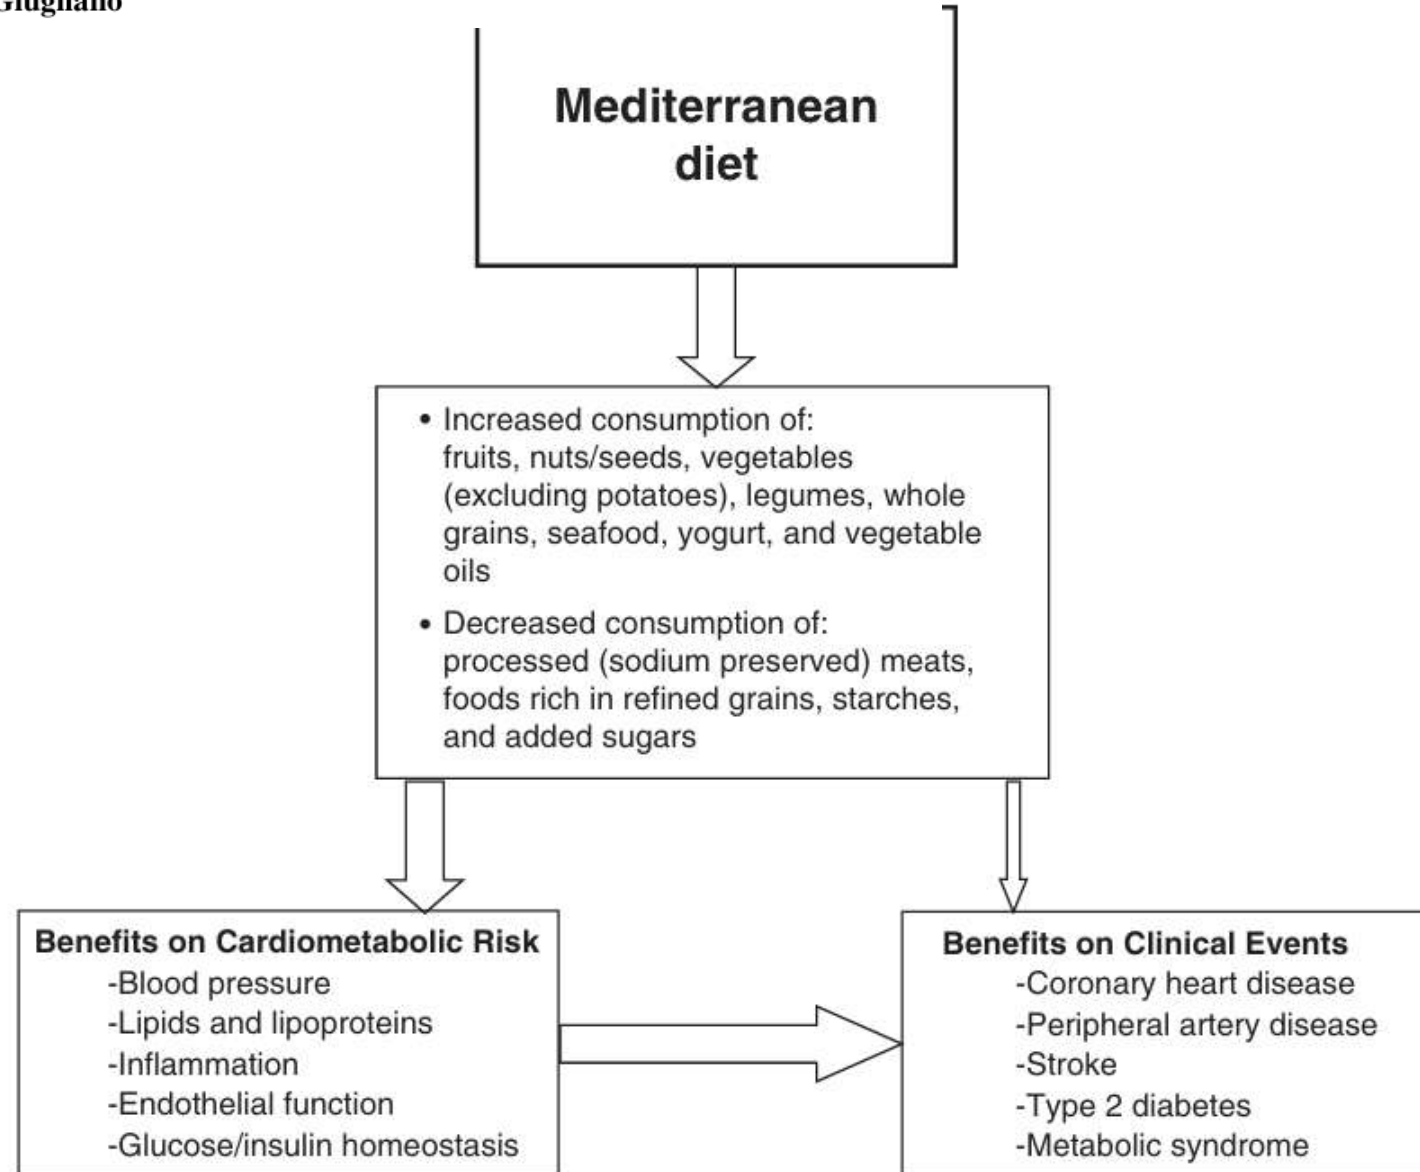 Giugliano
Mediterranean
diet
• Increased consumption of:
fruits, nuts/seeds, vegetables
(excluding potatoes), legumes, whole
grains, seafood, yogurt, and vegetable
oils
• Decreased consumption of:
processed (sodium preserved) meats,
foods rich in refined grains, starches,
and added sugars
Benefits on Cardiometabolic Risk
-Blood pressure
-Lipids and lipoproteins
-Inflammation
-Endothelial function
-Glucose/insulin homeostasis
Benefits on Clinical Events
-Coronary heart disease
-Peripheral artery disease
-Stroke
-Type 2 diabetes
-Metabolic syndrome